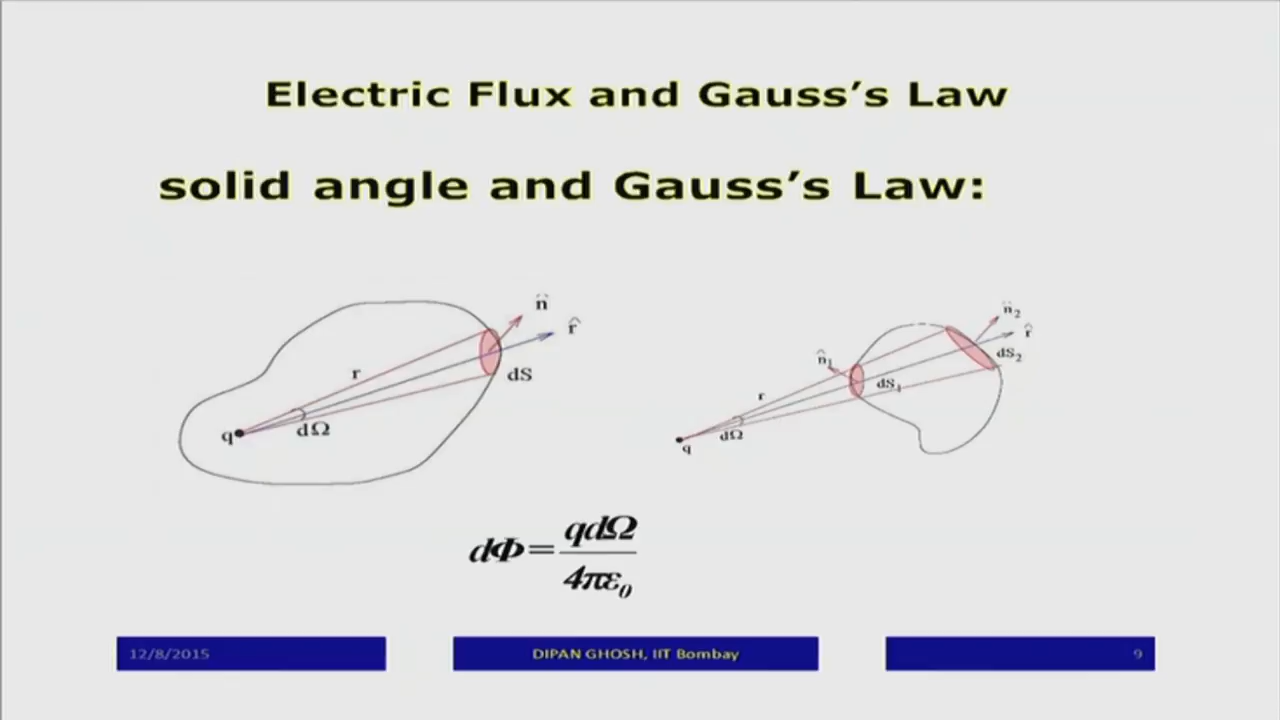 Electric Flux and Gauss’s Law
solid angle and Gauss’s Law:
n̂
r̂
r
dS
q
dΩ
n̂₂
r̂
n̂₁
dS₂
dS₁
r
dΩ
q
dΦ = qdΩ / 4πε₀
12/8/2015
DIPAN GHOSH, IIT Bombay
9